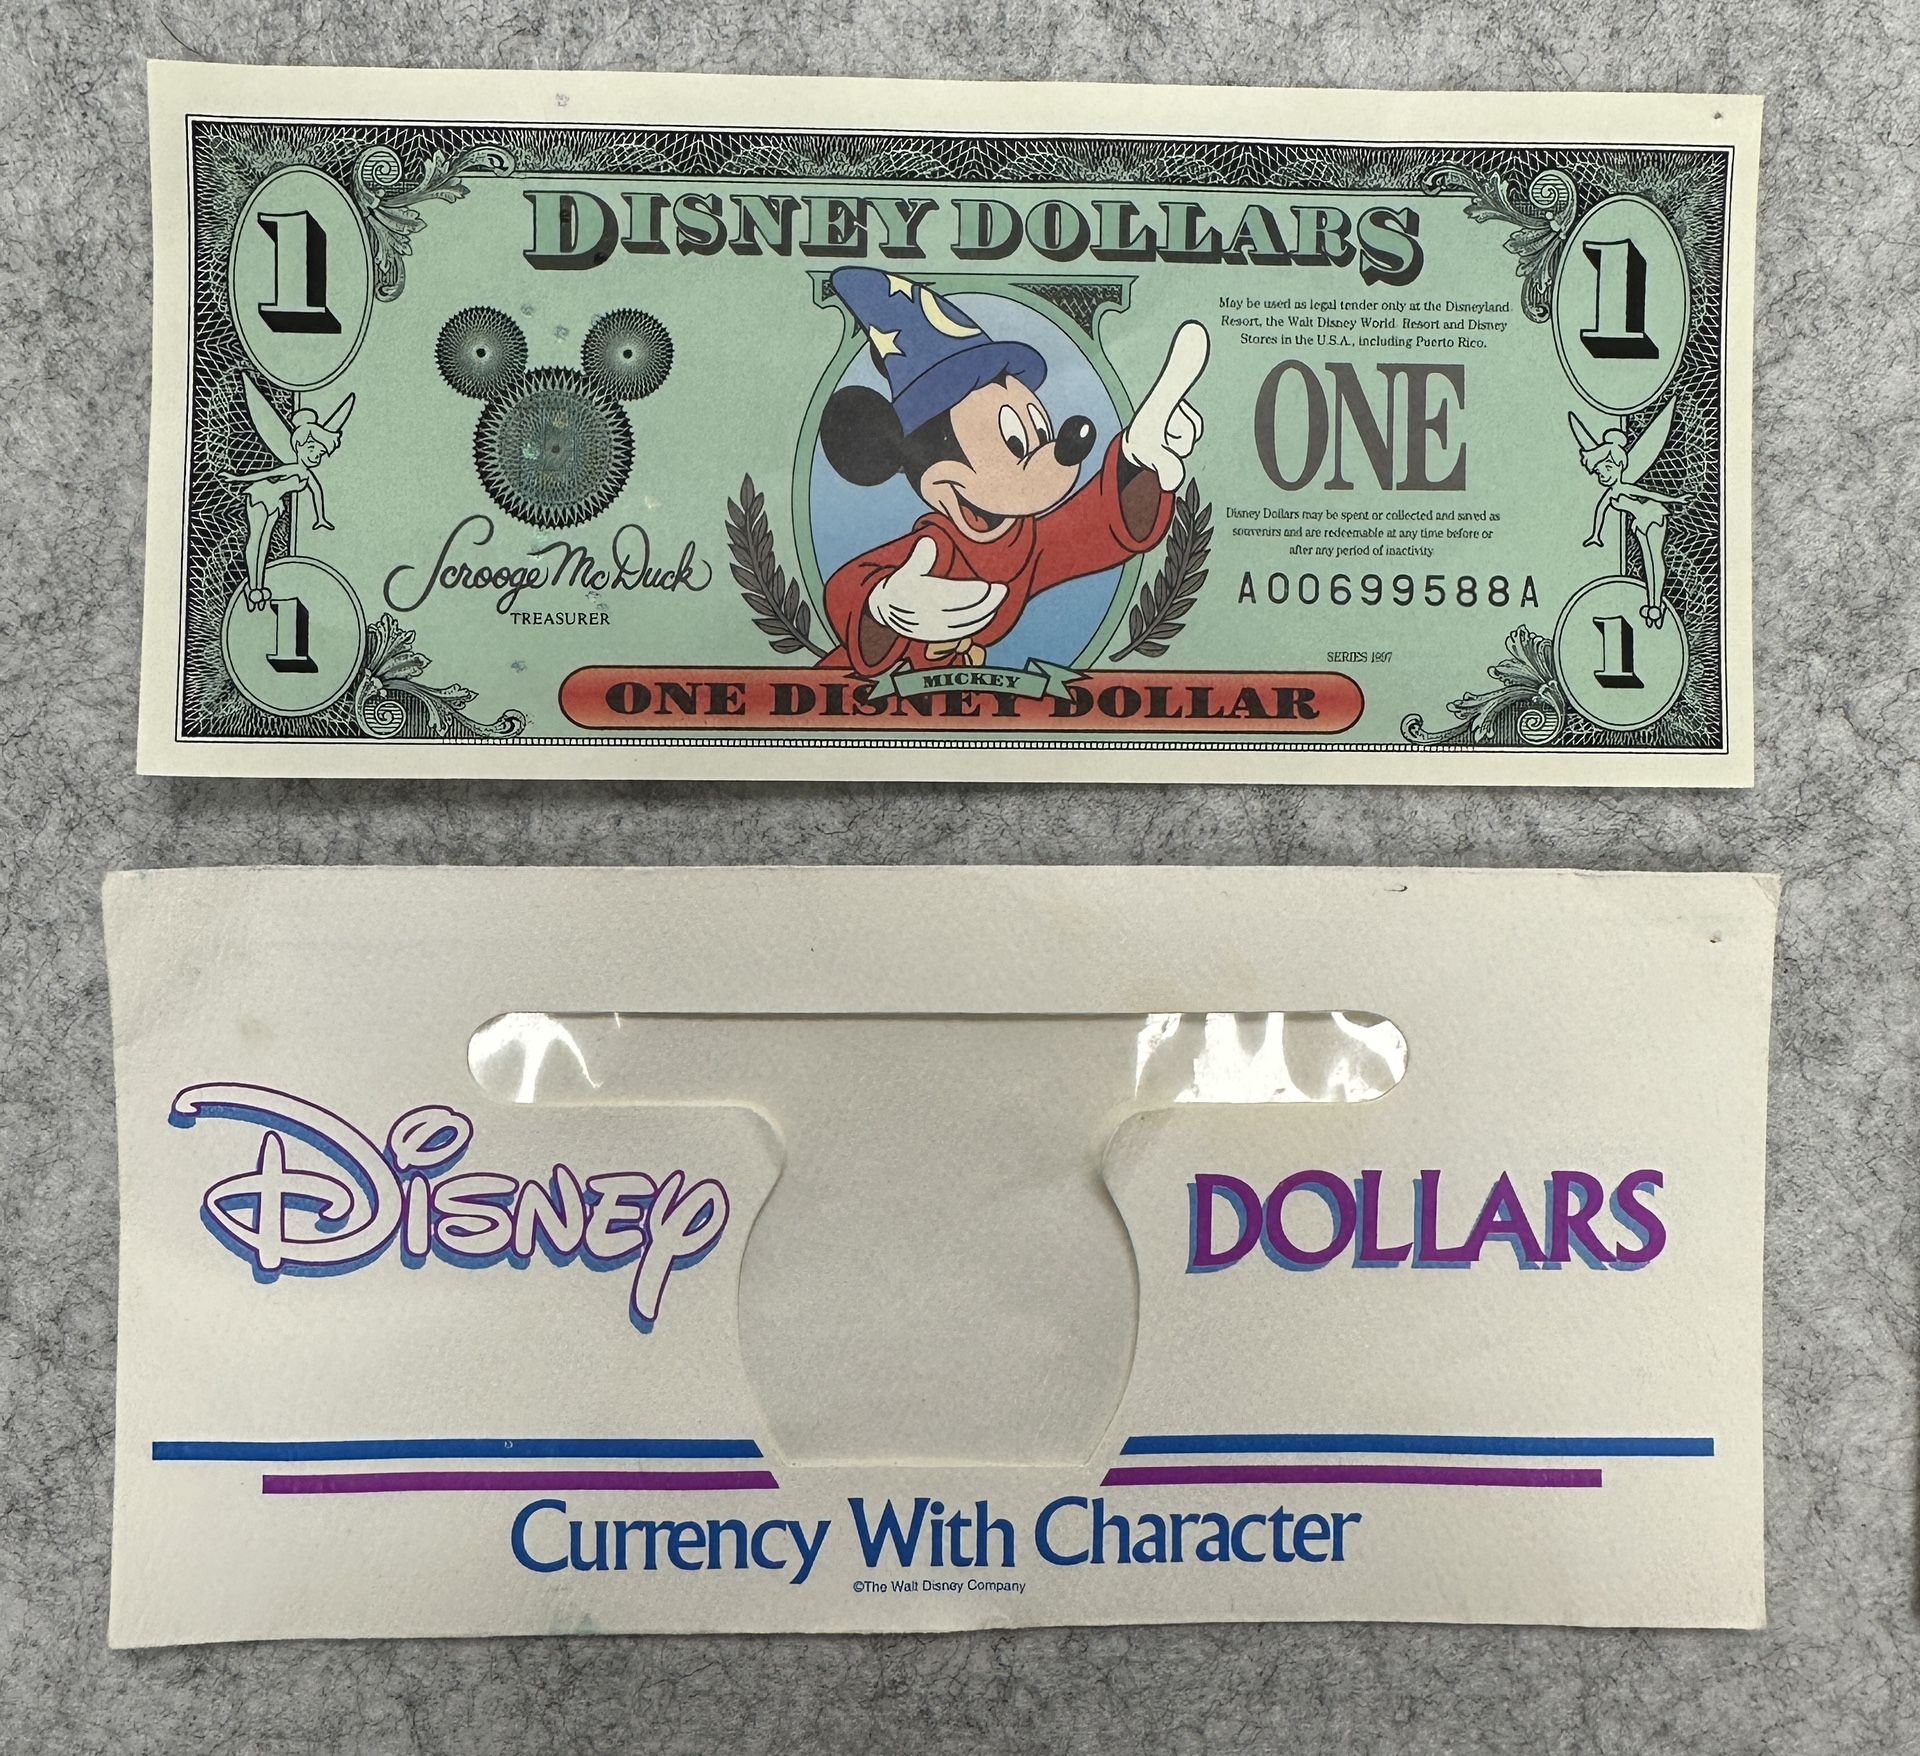 1
DISNEY DOLLARS
1
May be used as legal tender only at the Disneyland
Resort, the Walt Disney World Resort and Disney
Stores in the U.S.A., including Puerto Rico.
ONE
Disney Dollars may be spent or collected and saved as
souvenirs and are redeemable at any time before or
after any period of inactivity
A00699588A
Scrooge McDuck
TREASURER
1
1
SERIES 1997
MICKEY
ONE DISNEY DOLLAR
Disney DOLLARS
Currency With Character
©The Walt Disney Company